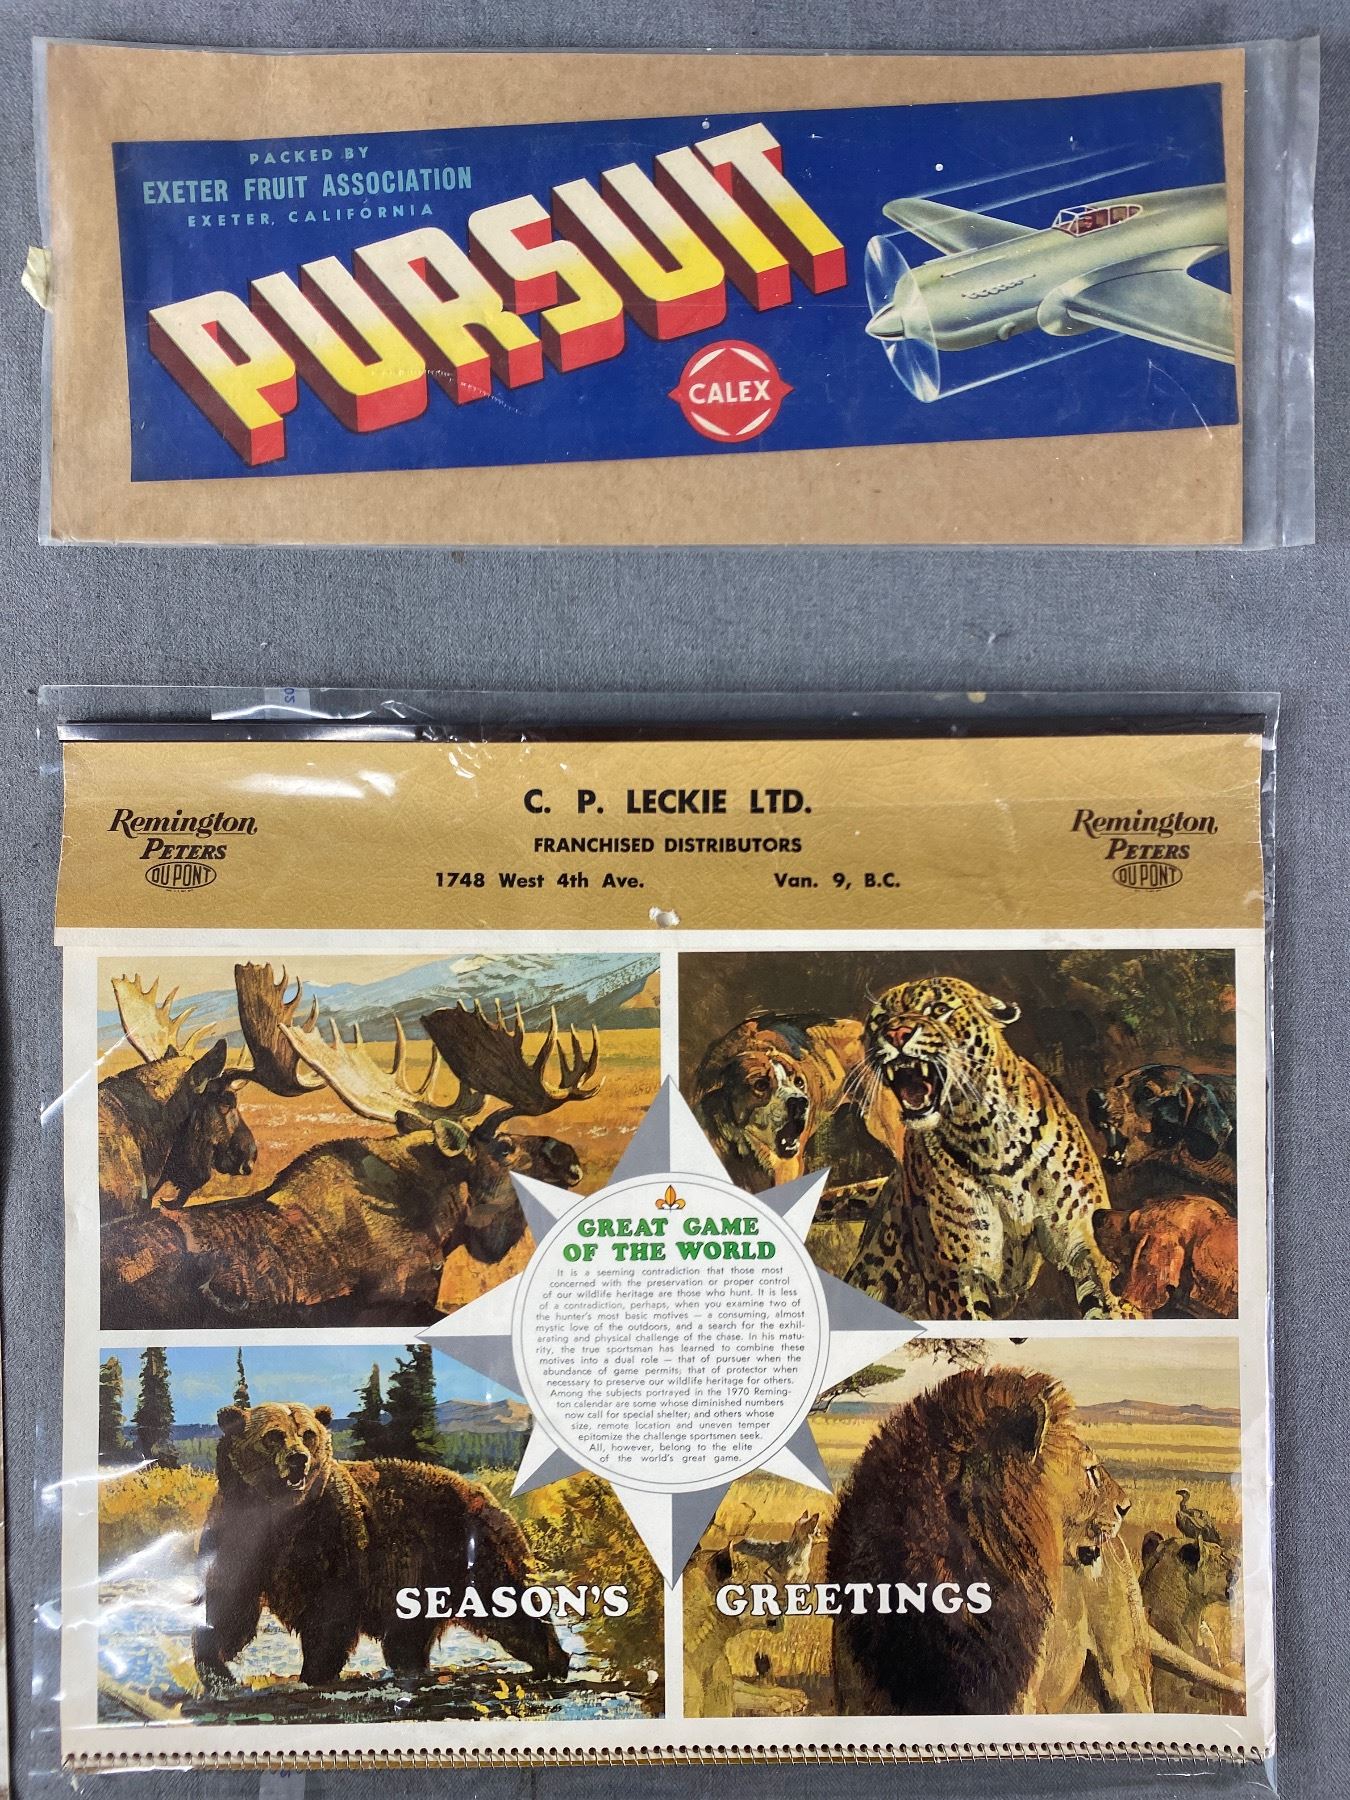 PACKED BY
EXETER FRUIT ASSOCIATION
EXETER, CALIFORNIA
PURSUIT
CALEX
C. P. LECKIE LTD.
FRANCHISED DISTRIBUTORS
1748 West 4th Ave. Van. 9, B.C.
Remington,
PETERS
DU PONT
Remington,
PETERS
DU PONT
GREAT GAME
OF THE WORLD
It is a seeming contradiction that those most
concerned with the preservation or proper control
of our wildlife heritage are those who hunt. It is less
of a contradiction, perhaps, when you examine two of
the hunter's most basic motives — a consuming, almost
mystic love of the outdoors, and a search for the exhil-
arating and physical challenge of the chase. In his matu-
rity, the true sportsman has learned to combine these
motives into a dual role — that of pursuer when the
abundance of game permits; that of protector when
necessary to preserve our wildlife heritage for others.
Among the subjects portrayed in the 1970 Reming-
ton calendar are some whose diminished numbers
now call for special shelter; and others whose
size, remote location and uneven temper
epitomize the challenge sportsmen seek.
All, however, belong to the elite
of the world's great game.
SEASON'S GREETINGS